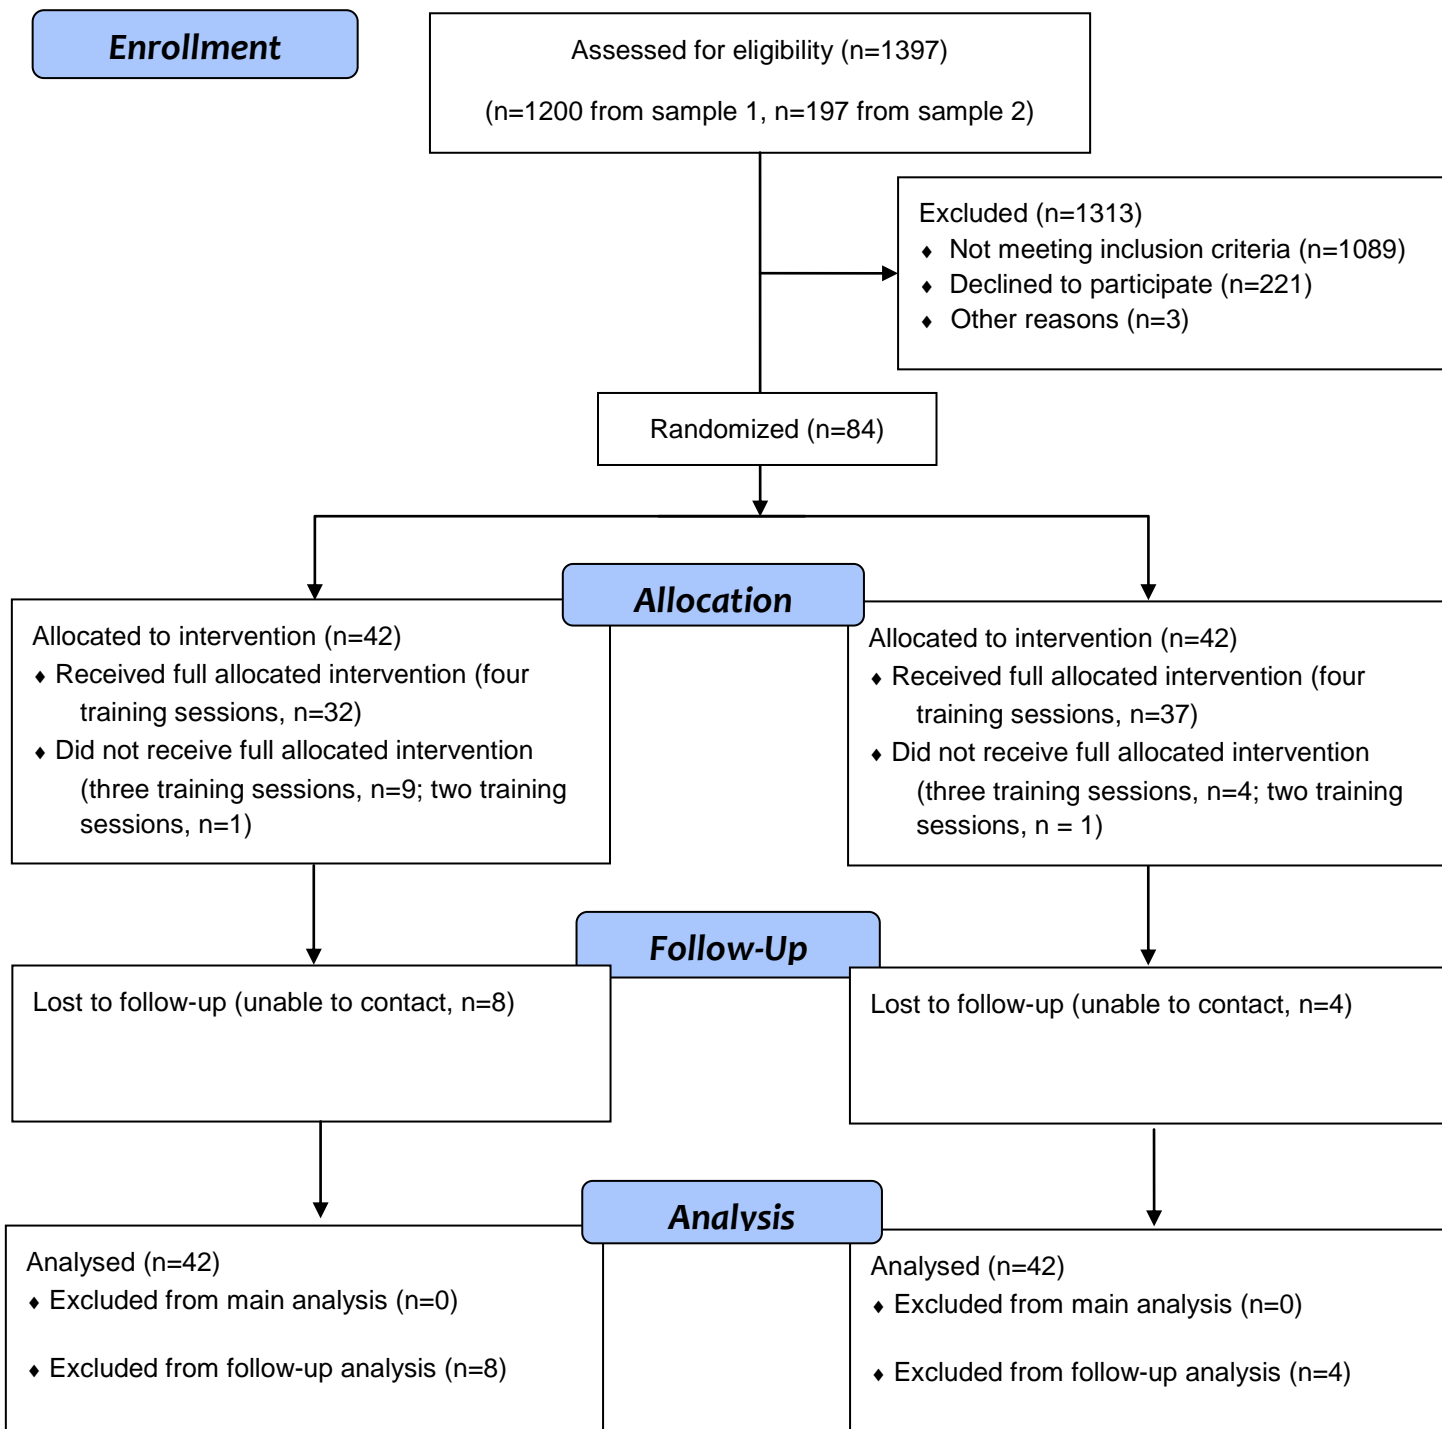 Enrollment
Assessed for eligibility (n=1397)
(n=1200 from sample 1, n=197 from sample 2)
Excluded (n=1313)
♦ Not meeting inclusion criteria (n=1089)
♦ Declined to participate (n=221)
♦ Other reasons (n=3)
Randomized (n=84)
Allocation
Allocated to intervention (n=42)
♦ Received full allocated intervention (four
training sessions, n=32)
♦ Did not receive full allocated intervention
(three training sessions, n=9; two training
sessions, n=1)
Allocated to intervention (n=42)
♦ Received full allocated intervention (four
training sessions, n=37)
♦ Did not receive full allocated intervention
(three training sessions, n=4; two training
sessions, n = 1)
Follow-Up
Lost to follow-up (unable to contact, n=8)
Lost to follow-up (unable to contact, n=4)
Analysis
Analysed (n=42)
♦ Excluded from main analysis (n=0)
♦ Excluded from follow-up analysis (n=8)
Analysed (n=42)
♦ Excluded from main analysis (n=0)
♦ Excluded from follow-up analysis (n=4)